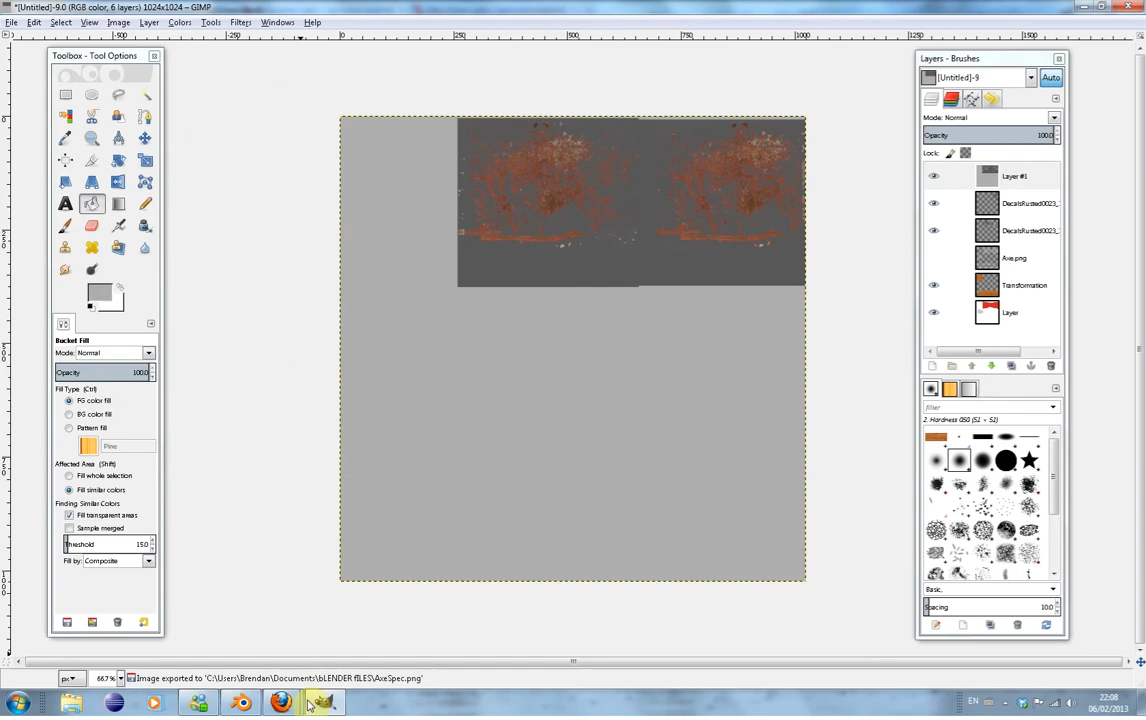 *[Untitled]-9.0 (RGB color, 6 layers) 1024x1024 – GIMP
File Edit Select View Image Layer Colors Tools Filters Windows Help
-500 -250 0 250 500 750 1000 1250 1500
Toolbox - Tool Options
Bucket Fill
Mode: Normal
Opacity 100.0
Fill Type (Ctrl)
FG color fill
BG color fill
Pattern fill
Pine
Affected Area (Shift)
Fill whole selection
Fill similar colors
Finding Similar Colors
Fill transparent areas
Sample merged
Threshold 15.0
Fill by: Composite
Layers - Brushes
[Untitled]-9 Auto
Mode: Normal
Opacity 100.0
Lock:
Layer #1
DecalsRusted0023_
DecalsRusted0023_
Axe.png
Transformation
Layer
filter
2. Hardness 050 (51 × 51)
Basic,
Spacing 10.0
px 66.7% Image exported to 'C:\Users\Brendan\Documents\bLENDER fILES\AxeSpec.png'
EN 22:08
06/02/2013